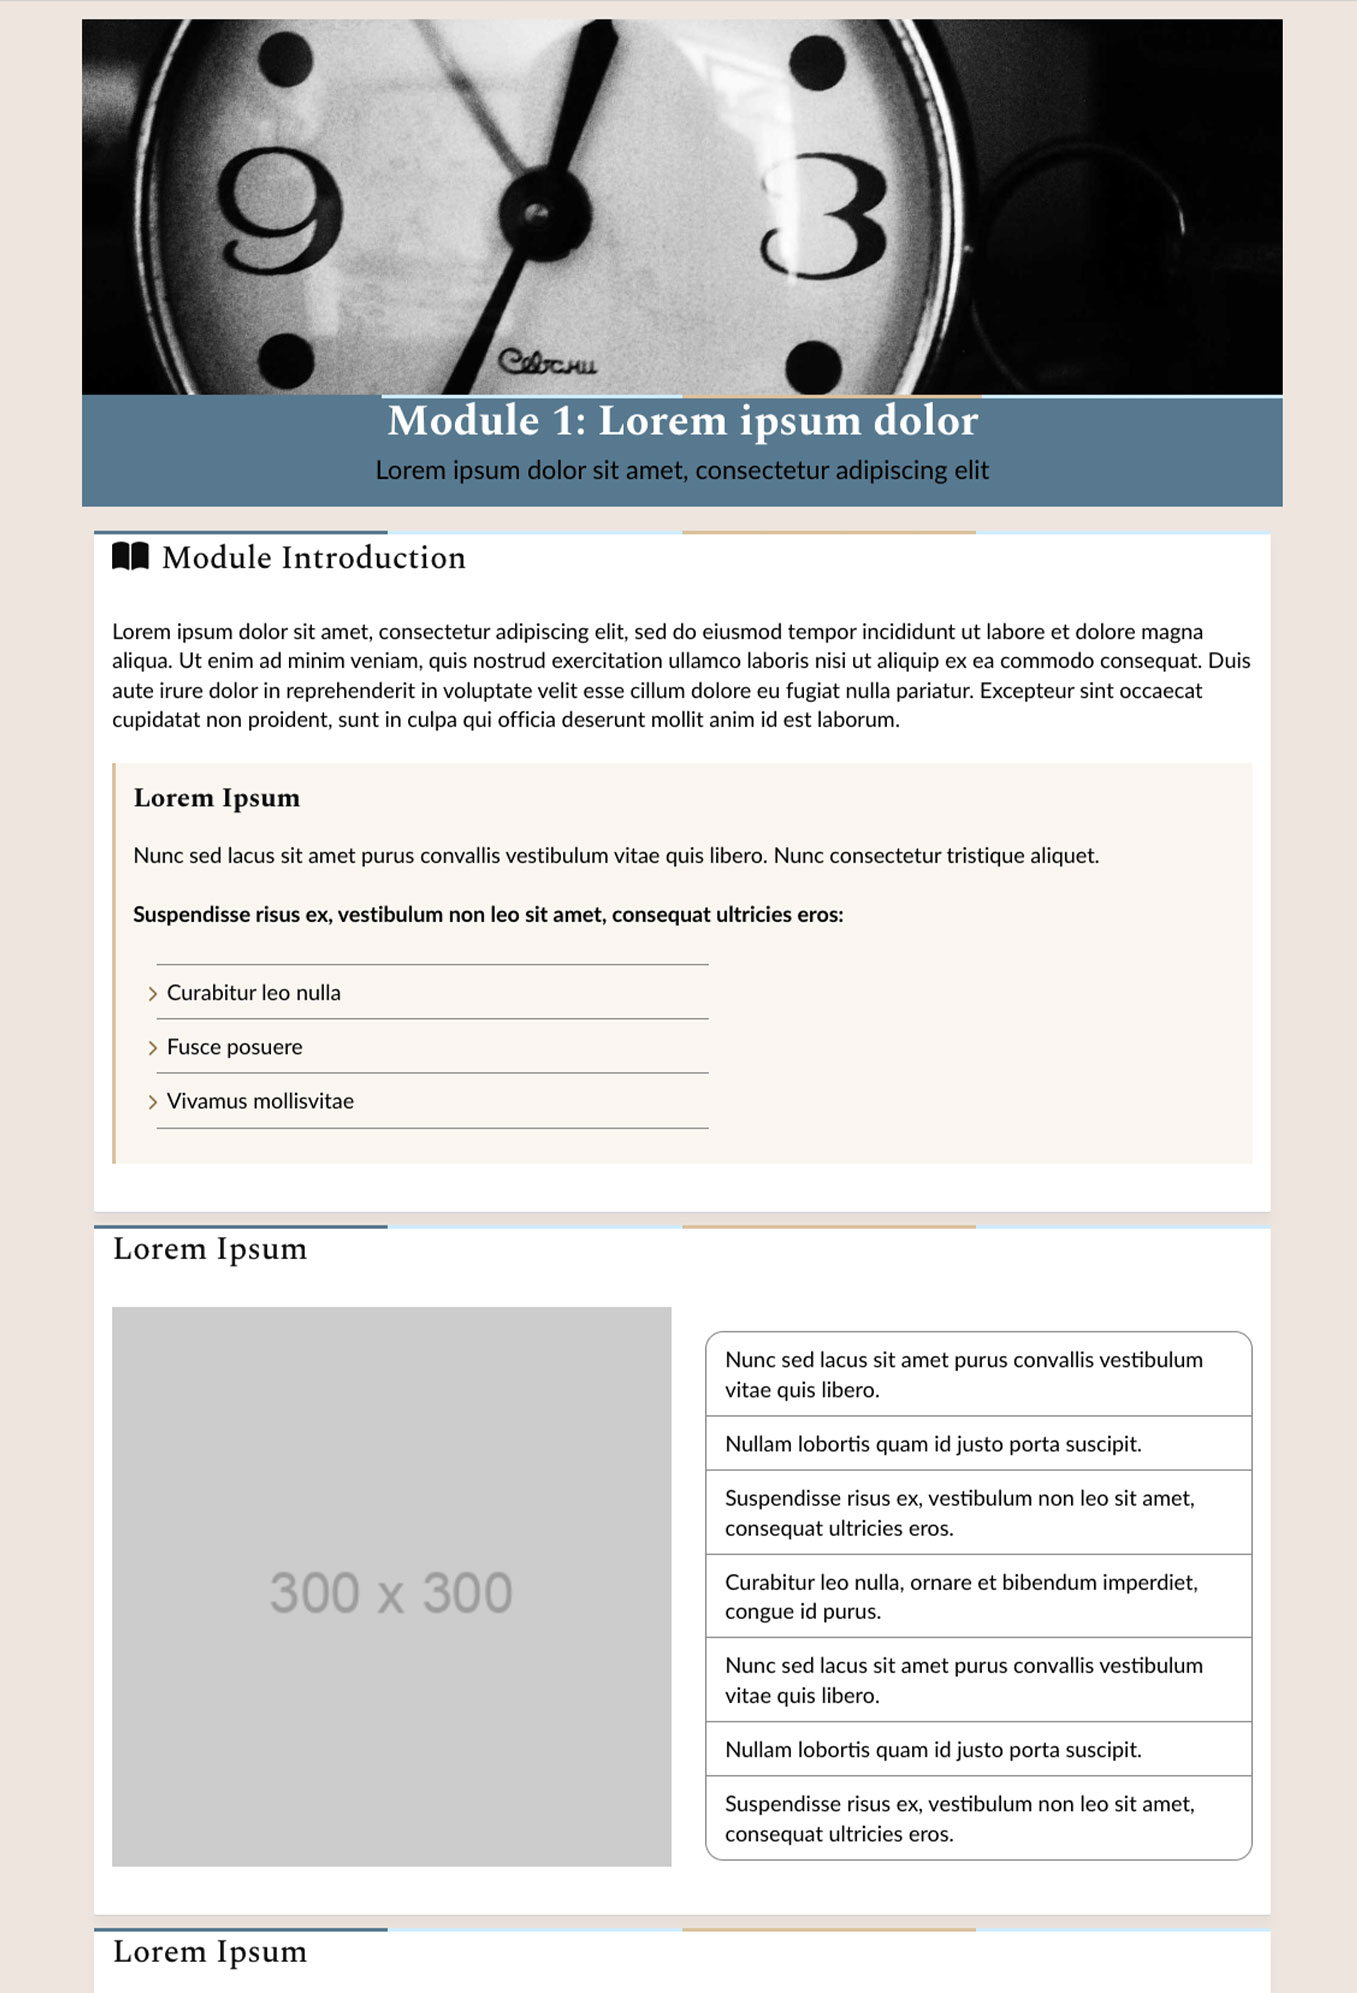 9
3
Севани
Module 1: Lorem ipsum dolor
Lorem ipsum dolor sit amet, consectetur adipiscing elit
Module Introduction
Lorem ipsum dolor sit amet, consectetur adipiscing elit, sed do eiusmod tempor incididunt ut labore et dolore magna
aliqua. Ut enim ad minim veniam, quis nostrud exercitation ullamco laboris nisi ut aliquip ex ea commodo consequat. Duis
aute irure dolor in reprehenderit in voluptate velit esse cillum dolore eu fugiat nulla pariatur. Excepteur sint occaecat
cupidatat non proident, sunt in culpa qui officia deserunt mollit anim id est laborum.
Lorem Ipsum
Nunc sed lacus sit amet purus convallis vestibulum vitae quis libero. Nunc consectetur tristique aliquet.
Suspendisse risus ex, vestibulum non leo sit amet, consequat ultricies eros:
Curabitur leo nulla
Fusce posuere
Vivamus mollisvitae
Lorem Ipsum
300 x 300
Nunc sed lacus sit amet purus convallis vestibulum
vitae quis libero.
Nullam lobortis quam id justo porta suscipit.
Suspendisse risus ex, vestibulum non leo sit amet,
consequat ultricies eros.
Curabitur leo nulla, ornare et bibendum imperdiet,
congue id purus.
Nunc sed lacus sit amet purus convallis vestibulum
vitae quis libero.
Nullam lobortis quam id justo porta suscipit.
Suspendisse risus ex, vestibulum non leo sit amet,
consequat ultricies eros.
Lorem Ipsum